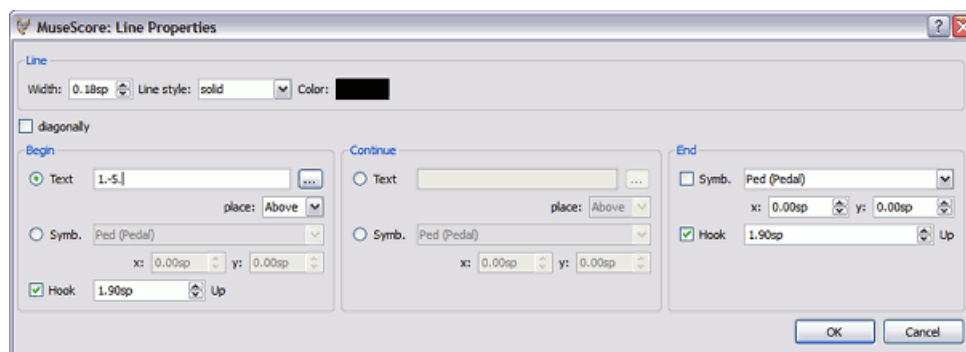 MuseScore: Line Properties
Line
Width: 0.18sp Line style: solid Color:
diagonally
Begin
Text 1.-5.
...
place: Above
Symb. Ped (Pedal)
x: 0.00sp y: 0.00sp
Hook 1.90sp Up
Continue
Text
...
place: Above
Symb. Ped (Pedal)
x: 0.00sp y: 0.00sp
End
Symb. Ped (Pedal)
x: 0.00sp y: 0.00sp
Hook 1.90sp Up
OK Cancel